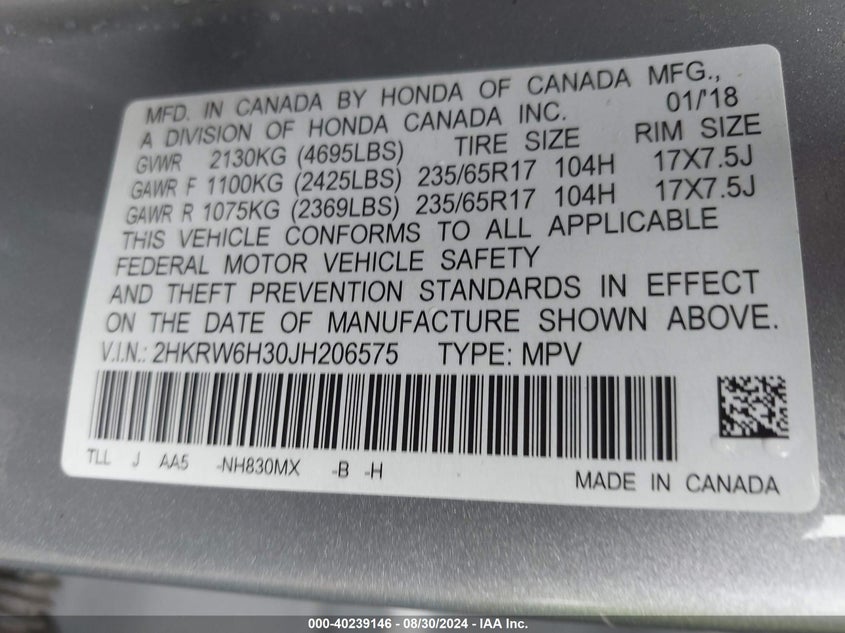 MFD. IN CANADA BY HONDA OF CANADA MFG.,
A DIVISION OF HONDA CANADA INC. 01/'18
GVWR 2130KG (4695LBS) TIRE SIZE RIM SIZE
GAWR F 1100KG (2425LBS) 235/65R17 104H 17X7.5J
GAWR R 1075KG (2369LBS) 235/65R17 104H 17X7.5J
THIS VEHICLE CONFORMS TO ALL APPLICABLE
FEDERAL MOTOR VEHICLE SAFETY
AND THEFT PREVENTION STANDARDS IN EFFECT
ON THE DATE OF MANUFACTURE SHOWN ABOVE.
V.I.N.: 2HKRW6H30JH206575 TYPE: MPV
TLL J AA5 -NH830MX -B -H
MADE IN CANADA
000-40239146 - 08/30/2024 - IAA Inc.